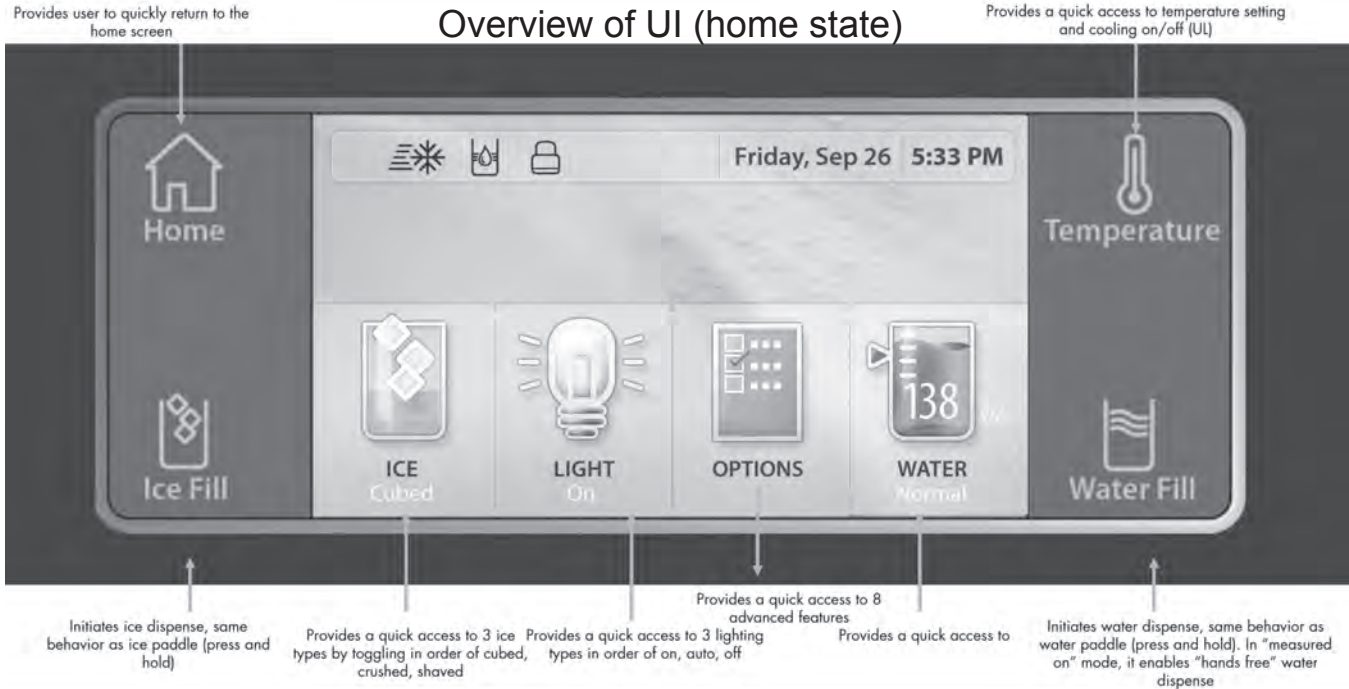 Overview of UI (home state)
Provides user to quickly return to the
home screen
Provides a quick access to temperature setting
and cooling on/off (UL)
Friday, Sep 26 5:33 PM
Home
Temperature
138
Ice Fill
ICE
Cubed
LIGHT
On
OPTIONS
WATER
Normal
Water Fill
Initiates ice dispense, same
behavior as ice paddle (press and
hold)
Provides a quick access to 3 ice
types by toggling in order of cubed,
crushed, shaved
Provides a quick access to 3 lighting
types in order of on, auto, off
Provides a quick access to 8
advanced features
Provides a quick access to
Initiates water dispense, same behavior as
water paddle (press and hold). In "measured
on" mode, it enables "hands free" water
dispense